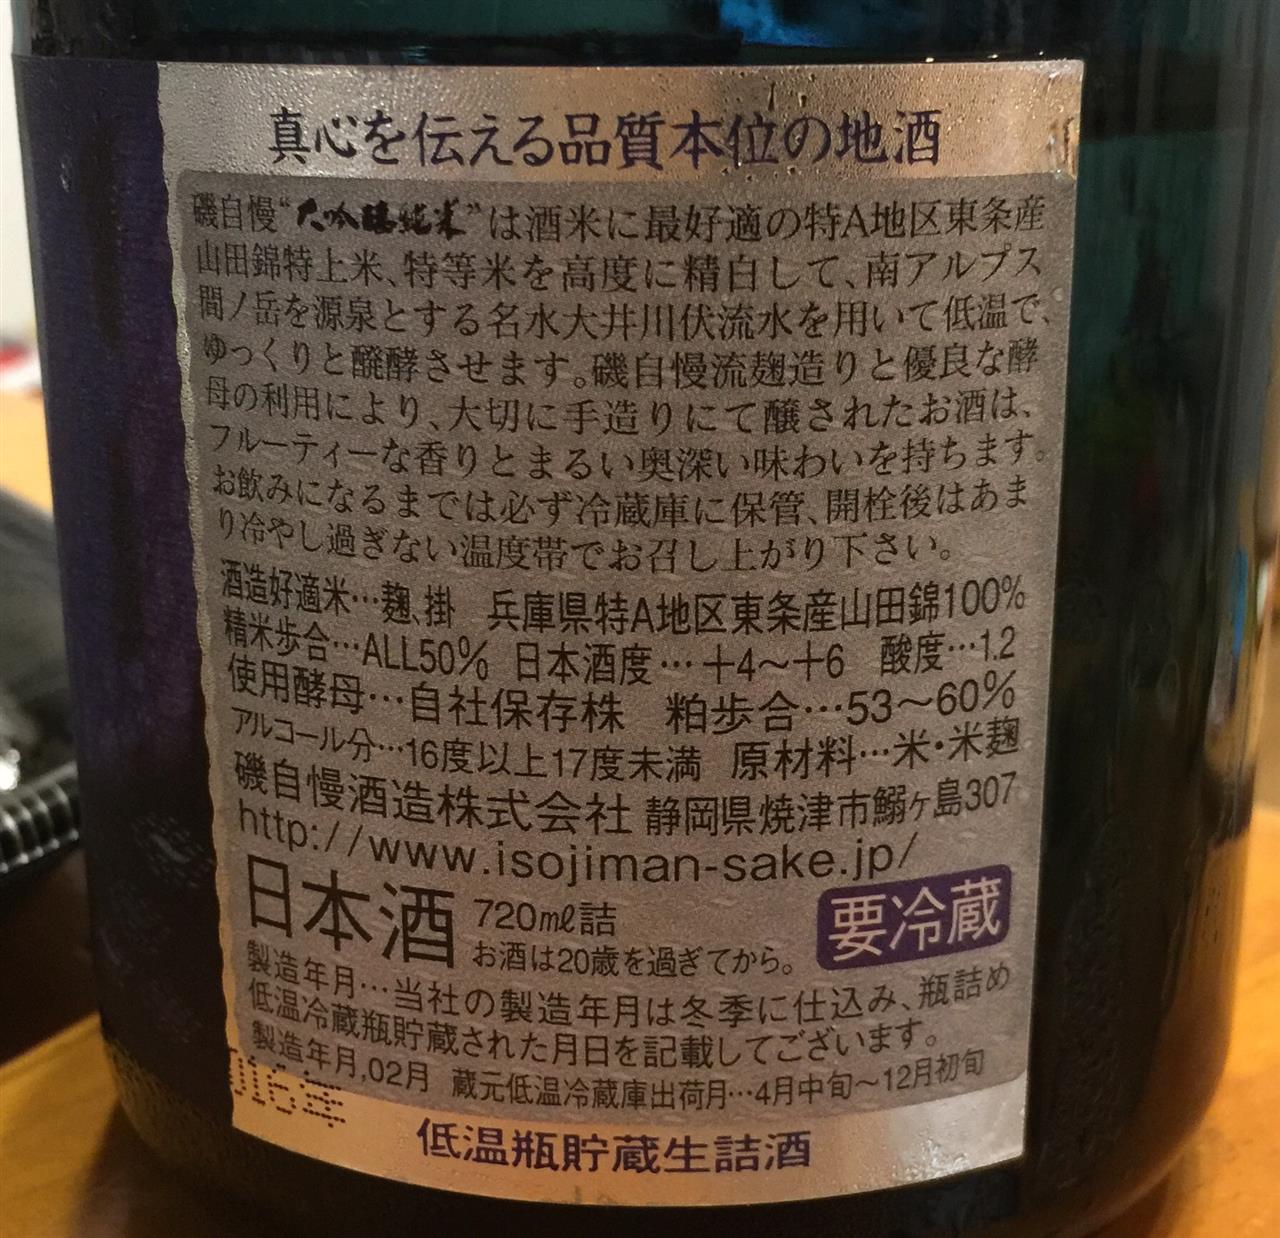 真心を伝える品質本位の地酒
磯自慢“大吟醸純米”は酒米に最好適の特A地区東条産
山田錦特上米、特等米を高度に精白して、南アルプス
間ノ岳を源泉とする名水大井川伏流水を用いて低温で、
ゆっくりと醗酵させます。磯自慢流麹造りと優良な酵
母の利用により、大切に手造りにて醸されたお酒は、
フルーティーな香りとまるい奥深い味わいを持ちます。
お飲みになるまでは必ず冷蔵庫に保管、開栓後はあま
り冷やし過ぎない温度帯でお召し上がり下さい。
酒造好適米…麹、掛 兵庫県特A地区東条産山田錦100%
精米歩合…ALL50% 日本酒度…+4〜+6 酸度…1.2
使用酵母…自社保存株 粕歩合…53〜60%
アルコール分…16度以上17度未満 原材料…米・米麹
磯自慢酒造株式会社 静岡県焼津市鰯ヶ島307
http://www.isojiman-sake.jp/
日本酒 720mℓ詰
お酒は20歳を過ぎてから。
要冷蔵
製造年月…当社の製造年月は冬季に仕込み、瓶詰め
低温冷蔵瓶貯蔵された月日を記載してございます。
製造年月,02月 蔵元低温冷蔵庫出荷月…4月中旬〜12月初旬
016年
低温瓶貯蔵生詰酒